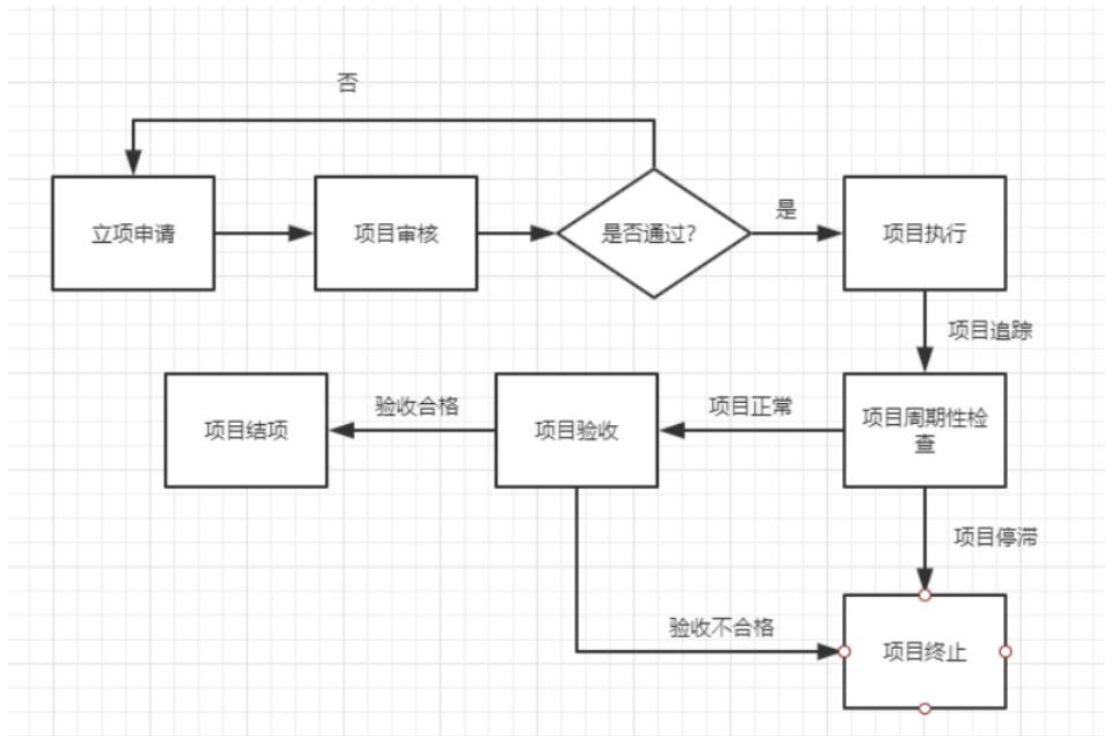 否
立项申请
项目审核
是否通过?
是
项目执行
项目追踪
项目结项
验收合格
项目验收
项目正常
项目周期性检
查
项目停滞
验收不合格
项目终止